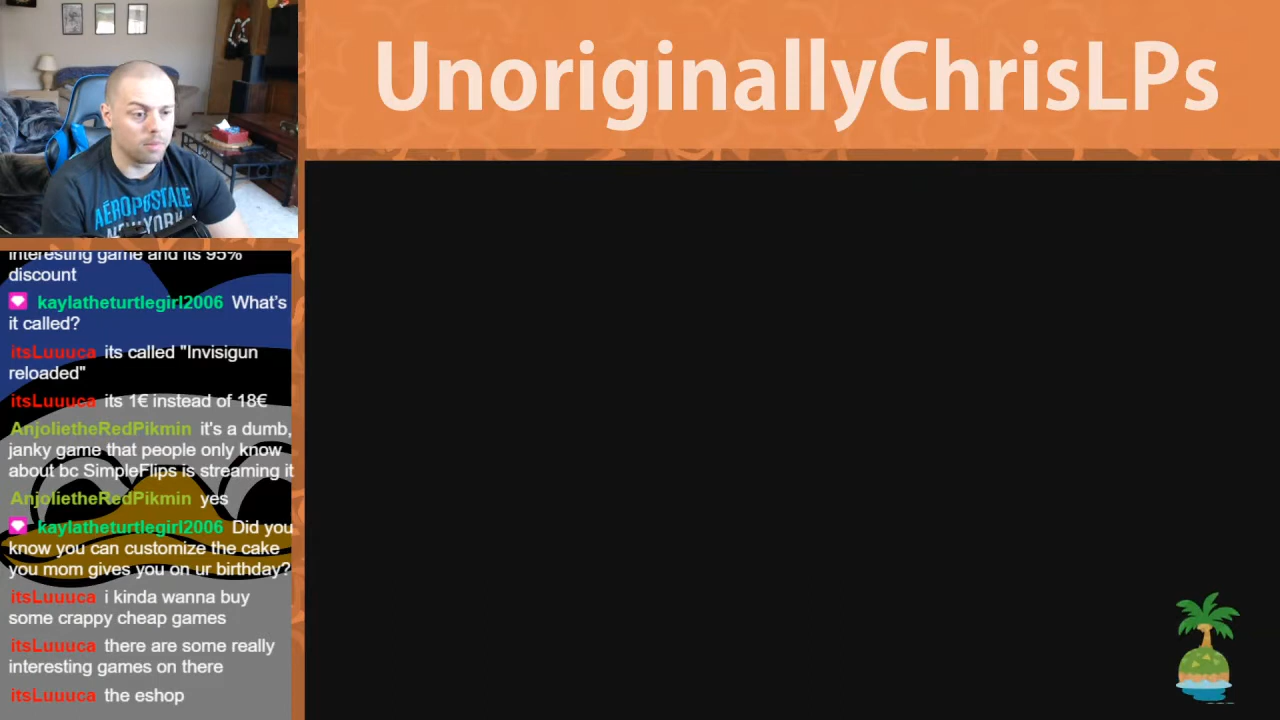 UnoriginallyChrisLPs
AÉROPOSTALE
NEW YORK
interesting game and its 95%
discount
kaylatheturtlegirl2006 What's
it called?
itsLuuuca its called "Invisigun
reloaded"
itsLuuuca its 1€ instead of 18€
AnjolietheRedPikmin it's a dumb,
janky game that people only know
about bc SimpleFlips is streaming it
AnjolietheRedPikmin yes
kaylatheturtlegirl2006 Did you
know you can customize the cake
you mom gives you on ur birthday?
itsLuuuca i kinda wanna buy
some crappy cheap games
itsLuuuca there are some really
interesting games on there
itsLuuuca the eshop